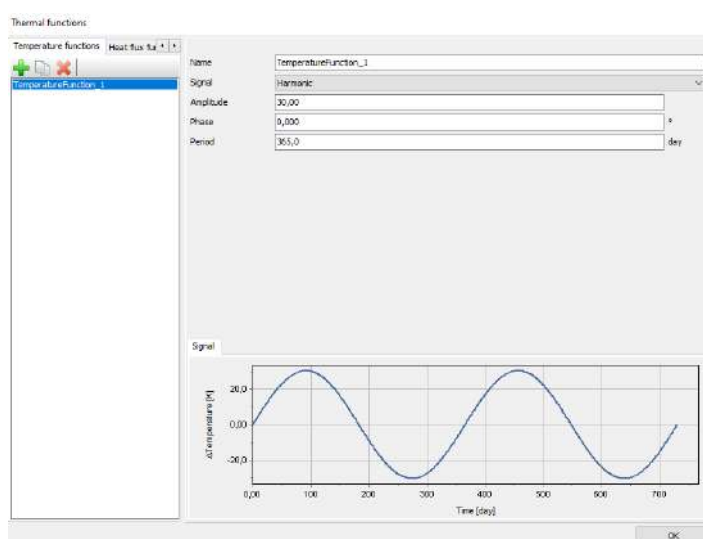 Thermal functions
Temperature functions Heat flux fu
TemperatureFunction_1
Name TemperatureFunction_1
Signal Harmonic
Amplitude 30,00
Phase 0,000 °
Period 365,0 day
Signal
ΔTemperature [K]
20,0
0,00
-20,0
0,00 100 200 300 400 500 600 700
Time [day]
OK